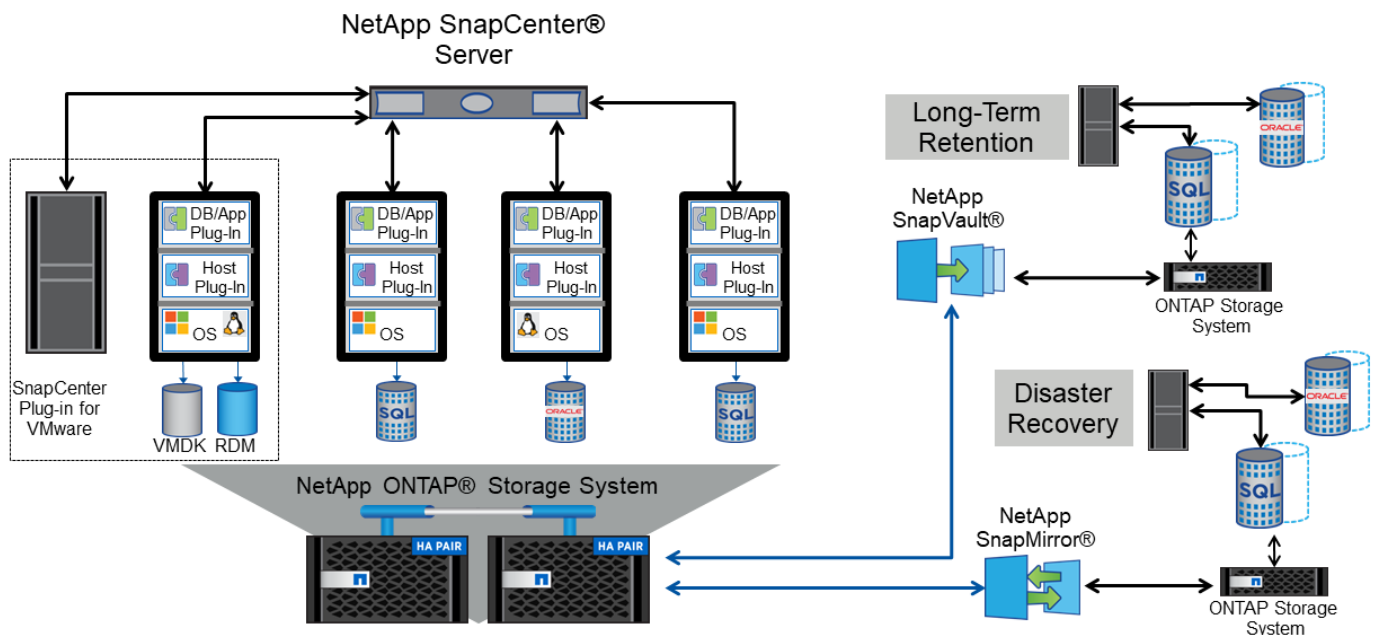 NetApp SnapCenter®
Server
DB/App
Plug-In
Host
Plug-In
OS
DB/App
Plug-In
Host
Plug-In
OS
DB/App
Plug-In
Host
Plug-In
OS
DB/App
Plug-In
Host
Plug-In
OS
SnapCenter
Plug-in for
VMware
VMDK
RDM
SQL
ORACLE
SQL
NetApp ONTAP® Storage System
HA PAIR
HA PAIR
Long-Term
Retention
ORACLE
SQL
NetApp
SnapVault®
ONTAP Storage
System
Disaster
Recovery
ORACLE
SQL
NetApp
SnapMirror®
ONTAP Storage
System